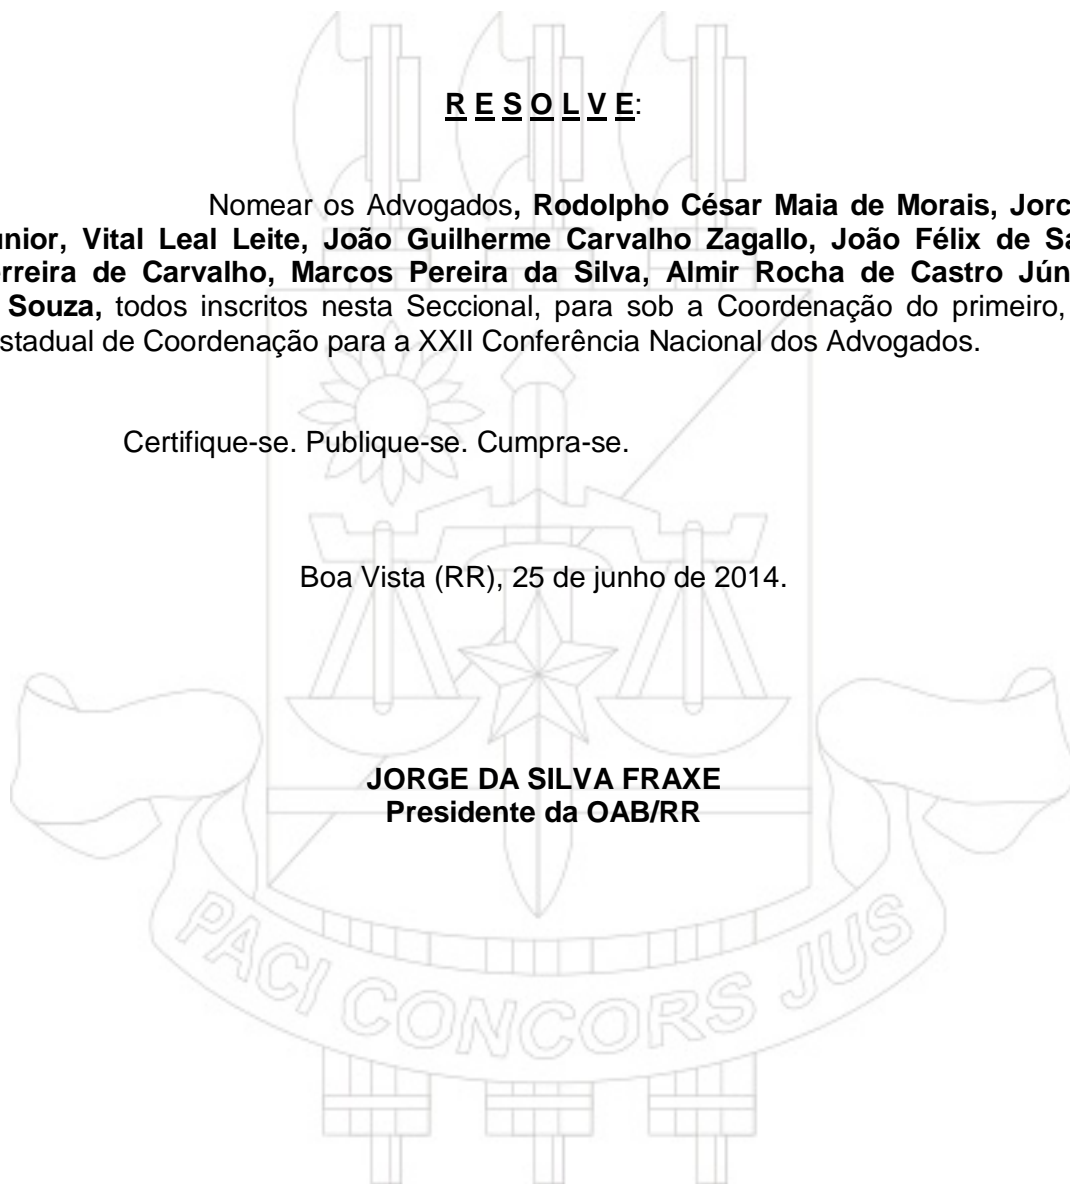 R E S O L V E:
Nomear os Advogados, Rodolpho César Maia de Morais, Jorc
unior, Vital Leal Leite, João Guilherme Carvalho Zagallo, João Félix de Sa
erreira de Carvalho, Marcos Pereira da Silva, Almir Rocha de Castro Jún
Souza, todos inscritos nesta Seccional, para sob a Coordenação do primeiro,
stadual de Coordenação para a XXII Conferência Nacional dos Advogados.
Certifique-se. Publique-se. Cumpra-se.
Boa Vista (RR), 25 de junho de 2014.
JORGE DA SILVA FRAXE
Presidente da OAB/RR
PACI CONCORS JUS